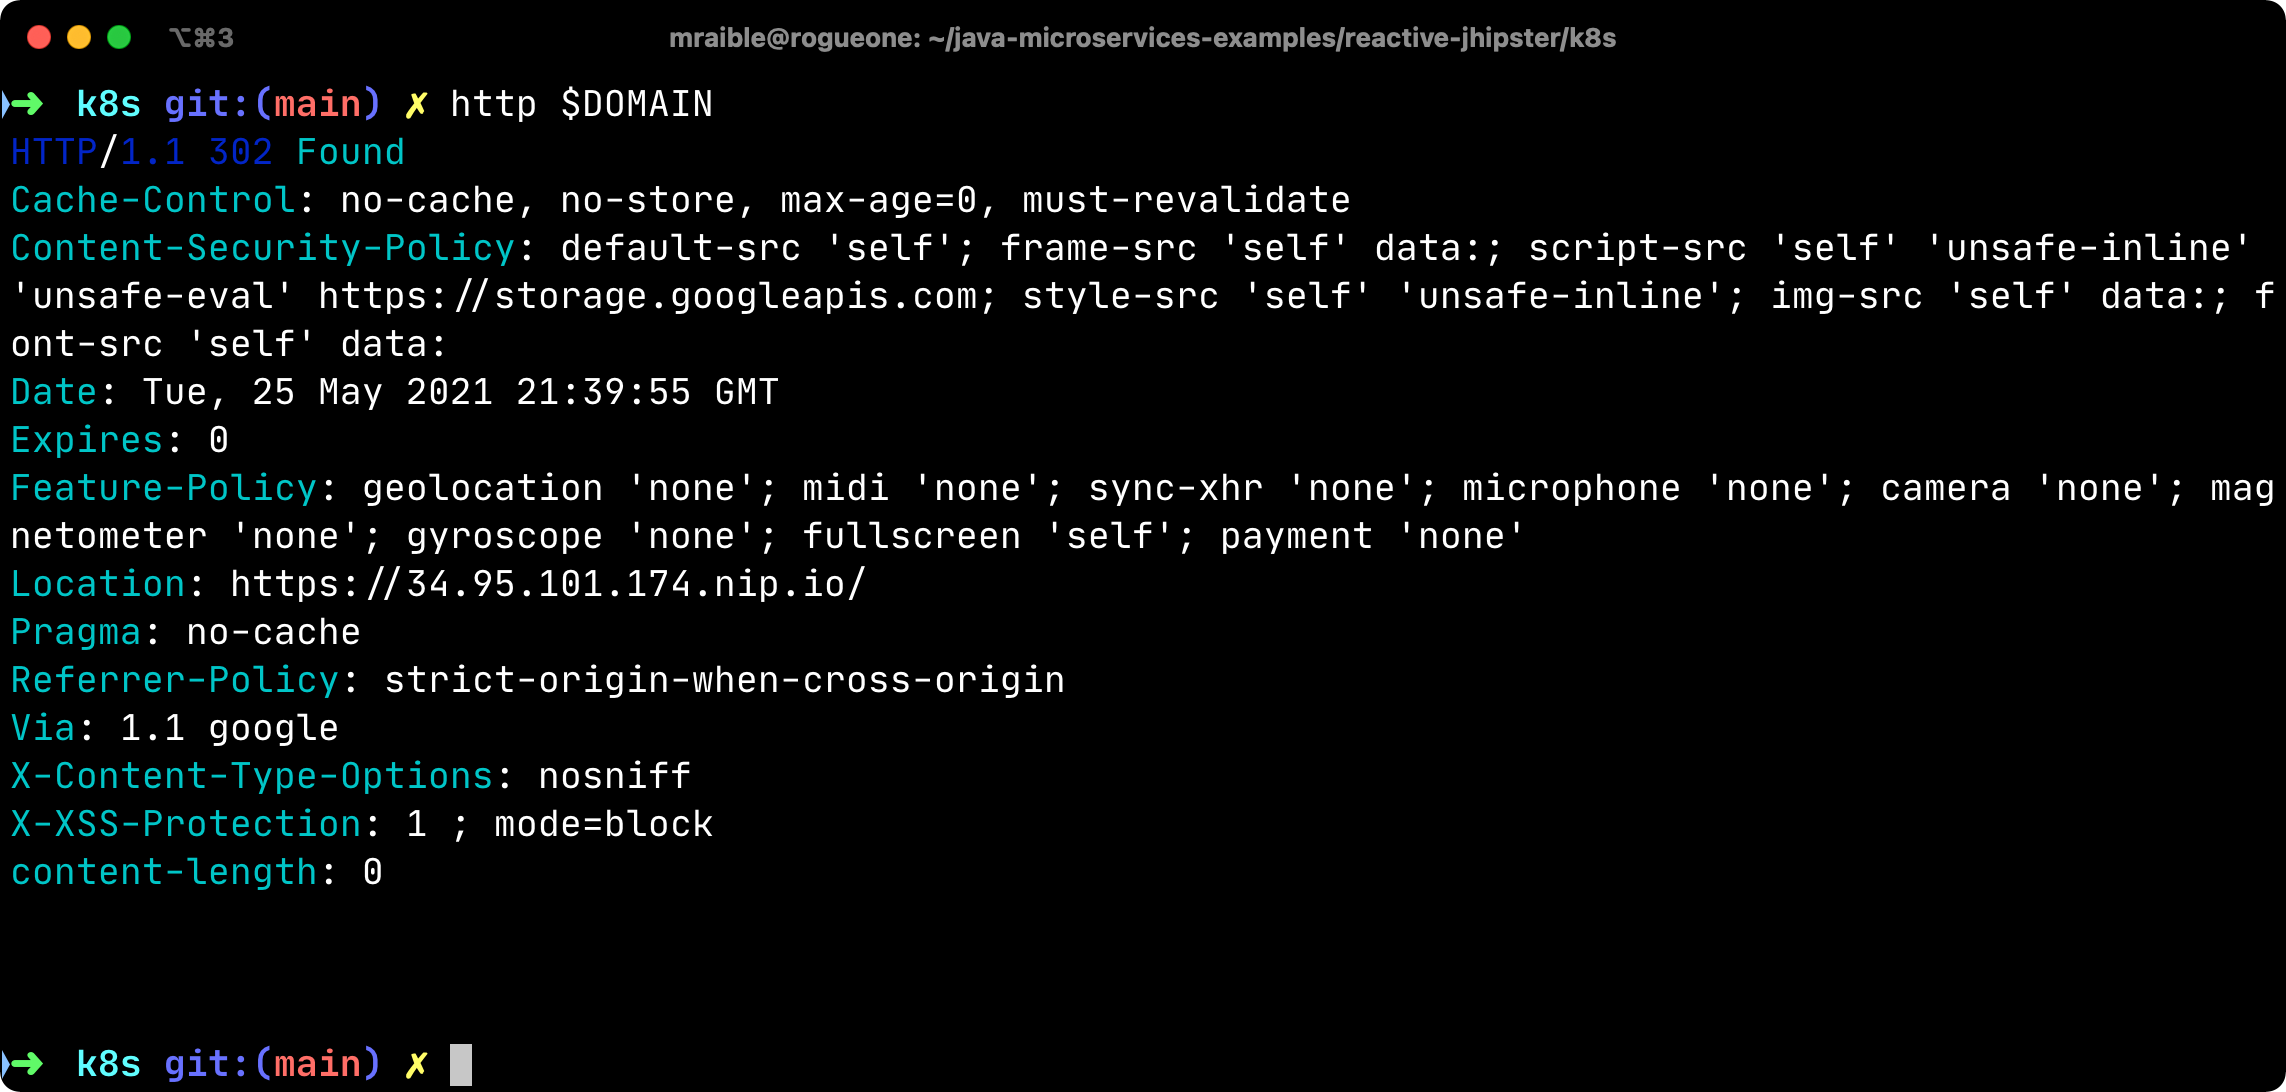 ⌥⌘3 mraible@rogueone: ~/java-microservices-examples/reactive-jhipster/k8s
➜ k8s git:(main) ✗ http $DOMAIN
HTTP/1.1 302 Found
Cache-Control: no-cache, no-store, max-age=0, must-revalidate
Content-Security-Policy: default-src 'self'; frame-src 'self' data:; script-src 'self' 'unsafe-inline'
'unsafe-eval' https://storage.googleapis.com; style-src 'self' 'unsafe-inline'; img-src 'self' data:; f
ont-src 'self' data:
Date: Tue, 25 May 2021 21:39:55 GMT
Expires: 0
Feature-Policy: geolocation 'none'; midi 'none'; sync-xhr 'none'; microphone 'none'; camera 'none'; mag
netometer 'none'; gyroscope 'none'; fullscreen 'self'; payment 'none'
Location: https://34.95.101.174.nip.io/
Pragma: no-cache
Referrer-Policy: strict-origin-when-cross-origin
Via: 1.1 google
X-Content-Type-Options: nosniff
X-XSS-Protection: 1 ; mode=block
content-length: 0
➜ k8s git:(main) ✗